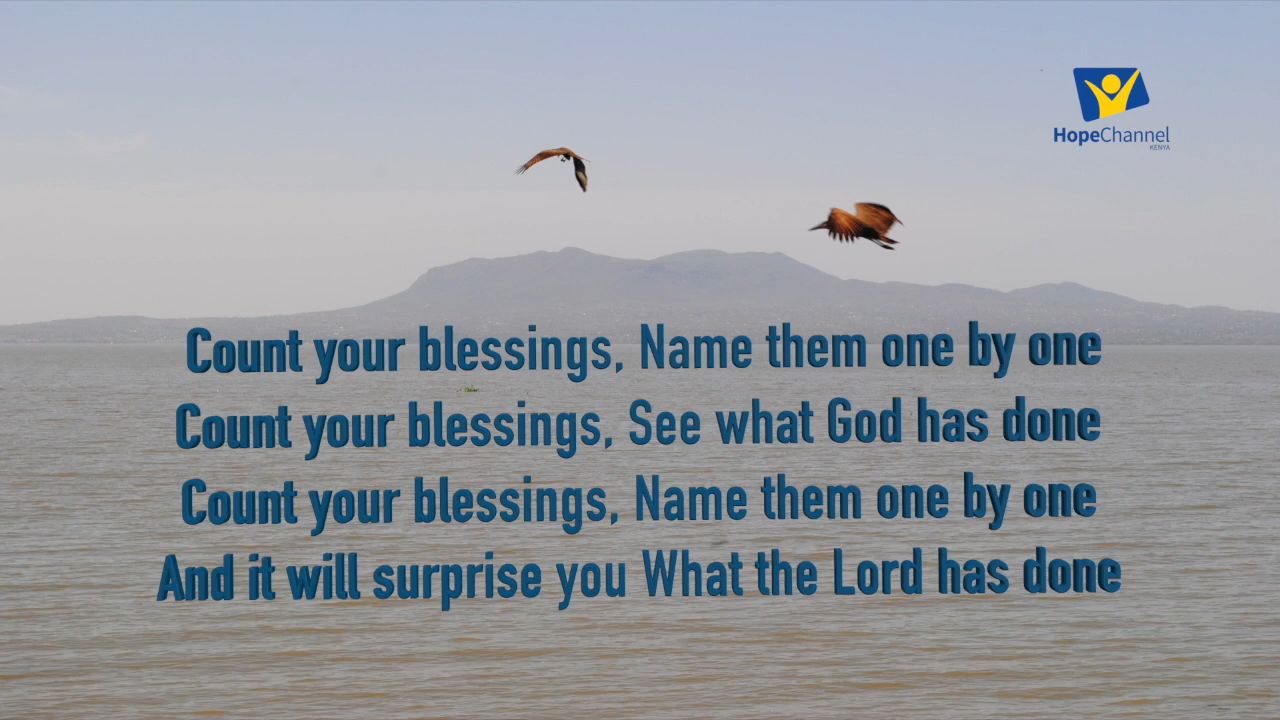 HopeChannel
KENYA
Count your blessings, Name them one by one
Count your blessings, See what God has done
Count your blessings, Name them one by one
And it will surprise you What the Lord has done